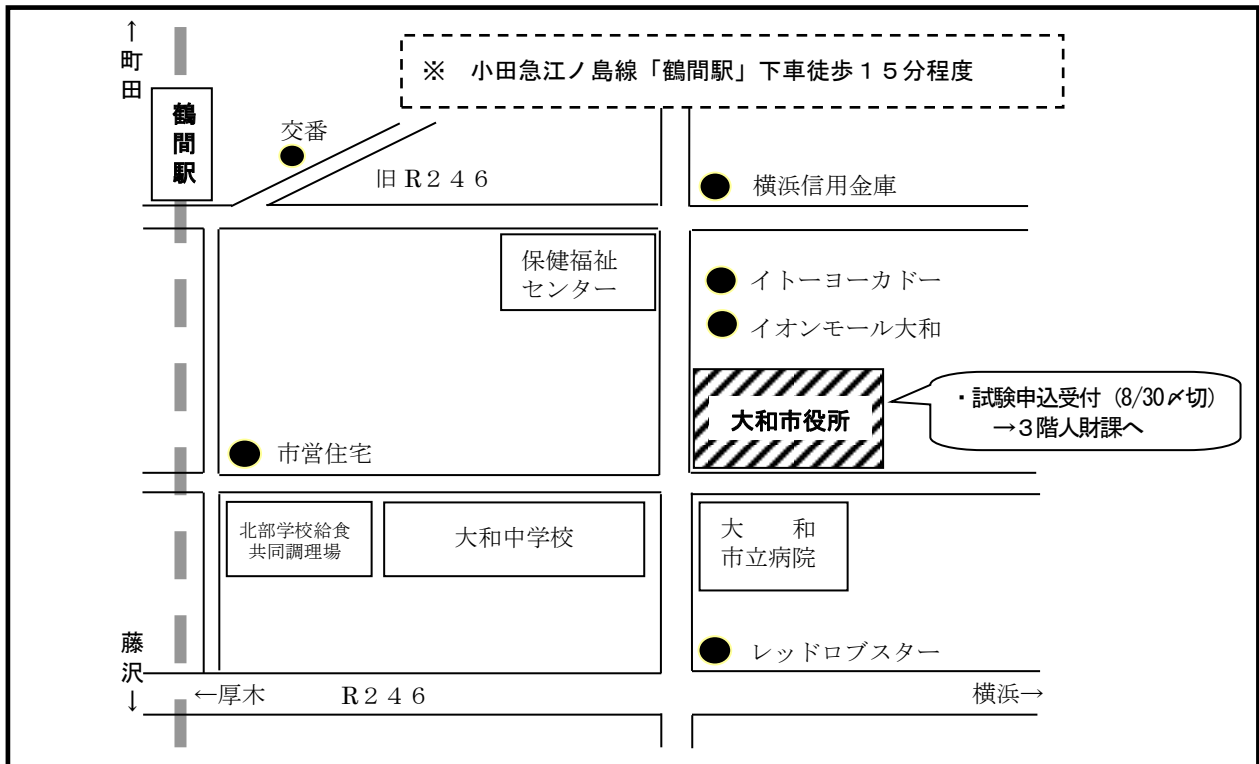 ↑町田
※ 小田急江ノ島線「鶴間駅」下車徒歩１５分程度
鶴間駅
交番
旧R２４６
横浜信用金庫
保健福祉
センター
イトーヨーカドー
イオンモール大和
大和市役所
・試験申込受付（8/30〆切）
→３階人財課へ
市営住宅
北部学校給食
共同調理場
大和中学校
大　和
市立病院
藤沢↓
レッドロブスター
←厚木
R２４６
横浜→